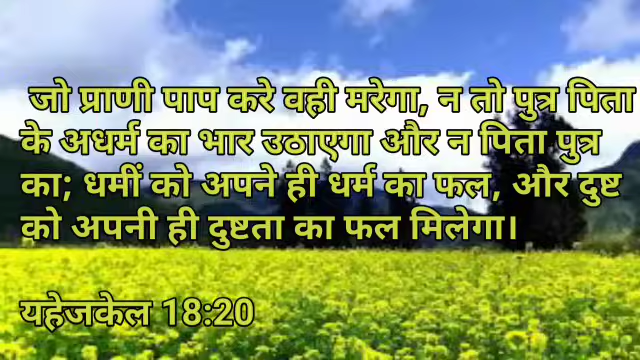 जो प्राणी पाप करे वही मरेगा, न तो पुत्र पिता
के अधर्म का भार उठाएगा और न पिता पुत्र
का; धर्मी को अपने ही धर्म का फल, और दुष्ट
को अपनी ही दुष्टता का फल मिलेगा।
यहेजकेल 18:20